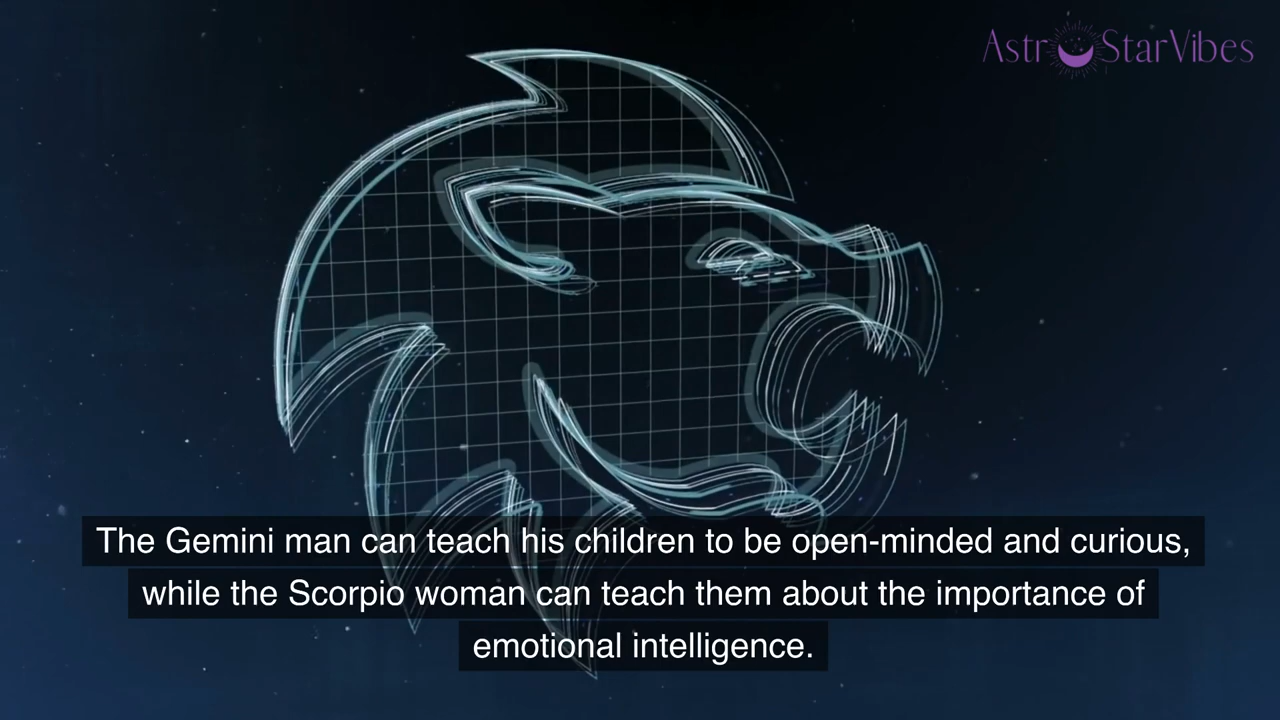 AstroStarVibes
The Gemini man can teach his children to be open-minded and curious,
while the Scorpio woman can teach them about the importance of
emotional intelligence.